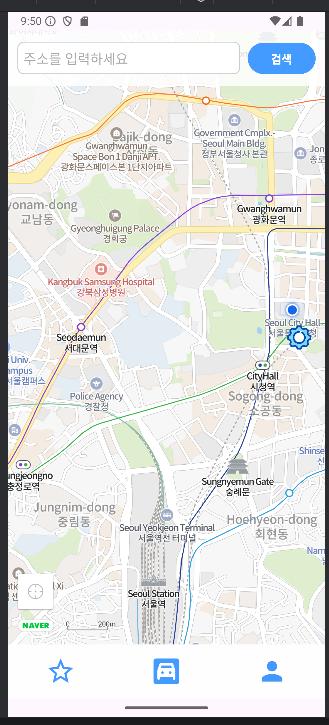 9:50
주소를 입력하세요
검색
Gwanghwamun
Space Bon 1 Danji APT.
광화문스페이스본 1단지아파트
Government Cmplx.-
Seoul Main Bldg.
정부서울청사 본관
Gwanghwamun
광화문역
교남동
Gyeonghuigung Palace
경희궁
Kangbuk Samsung Hospital
강북삼성병원
Seodaemun
서대문역
Seoul City Hall
CityHall
시청역
Police Agency
경찰청
Sogong-dong
소공동
충정로역
Jungnim-dong
중림동
Sungnyemun Gate
숭례문
Seoul Yeokjeon Terminal
서울역전 터미널
Hoehyeon-dong
회현동
Seoul Station
서울역
NAVER
0
200m